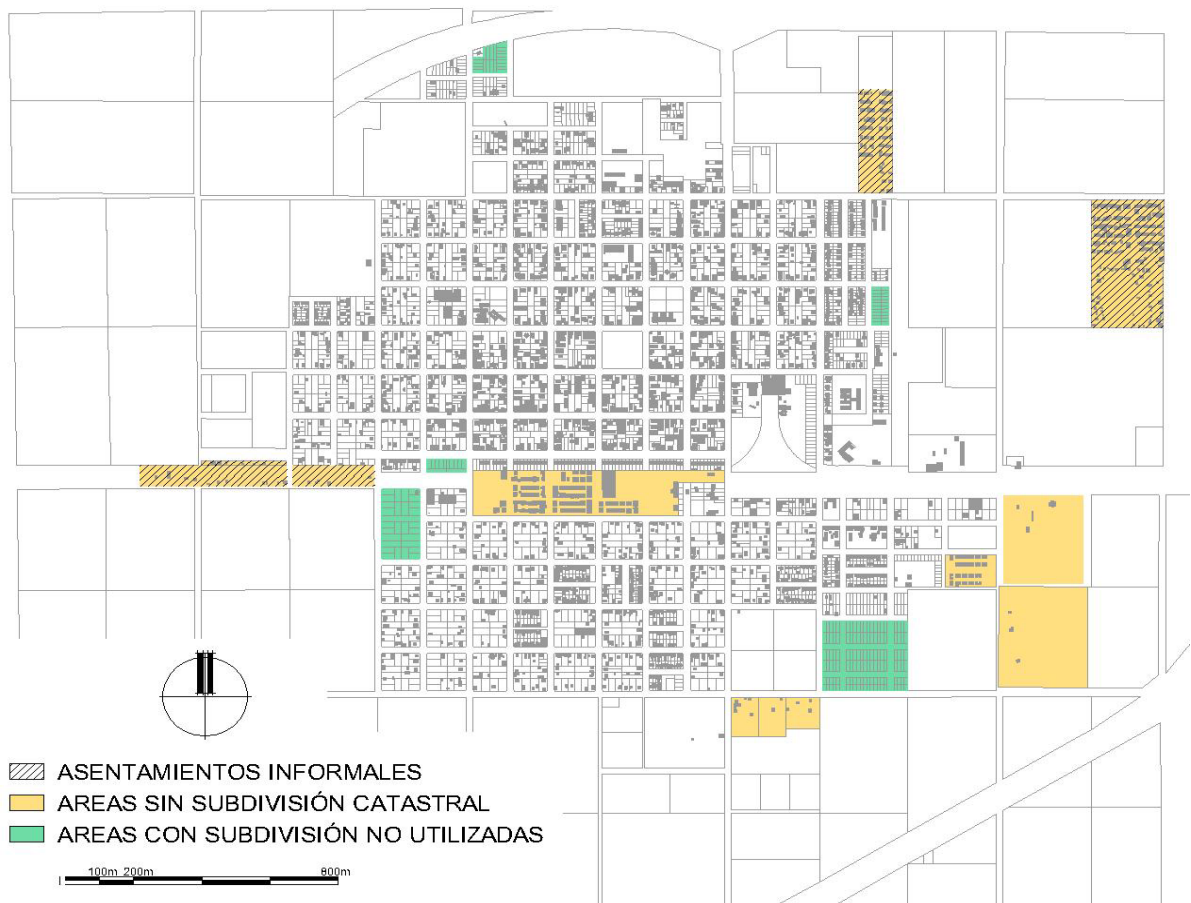 ASENTAMIENTOS INFORMALES
AREAS SIN SUBDIVISIÓN CATASTRAL
AREAS CON SUBDIVISIÓN NO UTILIZADAS
100m 200m 800m